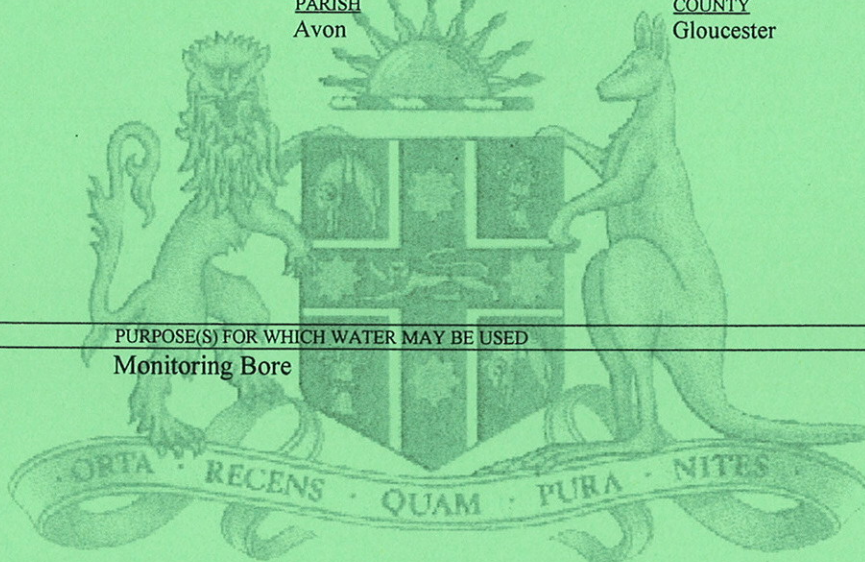 PARISH
Avon
COUNTY
Gloucester
PURPOSE(S) FOR WHICH WATER MAY BE USED
Monitoring Bore
ORTA · RECENS · QUAM · PURA · NITES